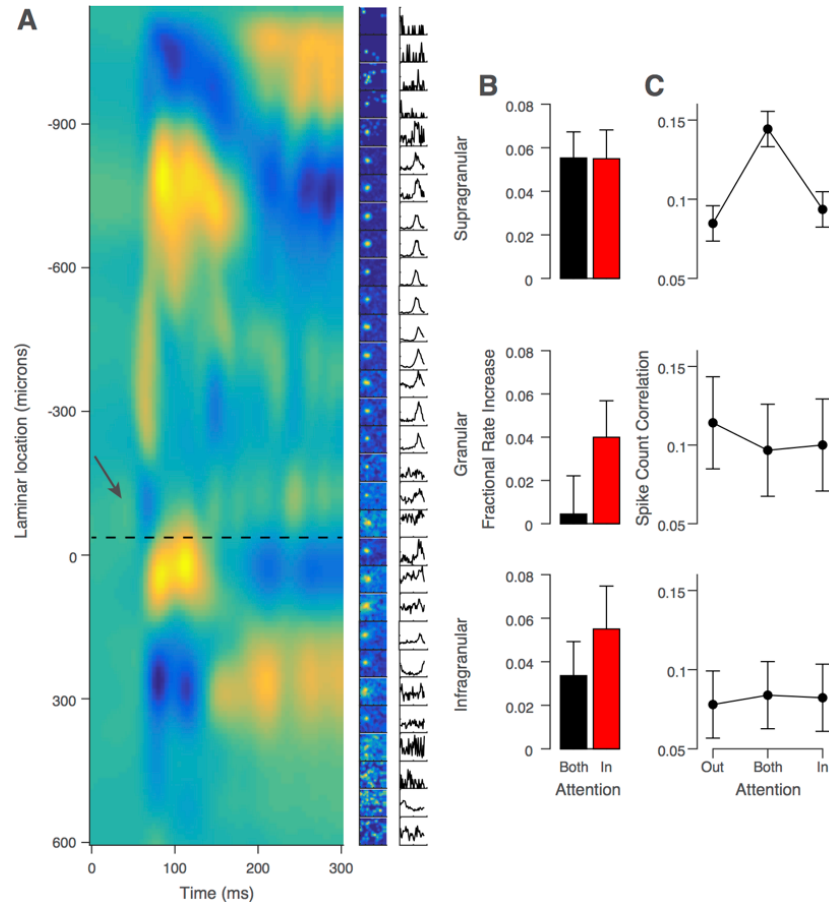 A
B
C
Laminar location (microns)
-900
-600
-300
0
300
600
0
100
200
300
Time (ms)
Supragranular
0.08
0.06
0.04
0.02
0
0.15
0.1
0.05
Granular
Fractional Rate Increase
0.08
0.06
0.04
0.02
0
Spike Count Correlation
0.15
0.1
0.05
Infragranular
0.08
0.06
0.04
0.02
0
Both In
Attention
0.15
0.1
0.05
Out Both In
Attention